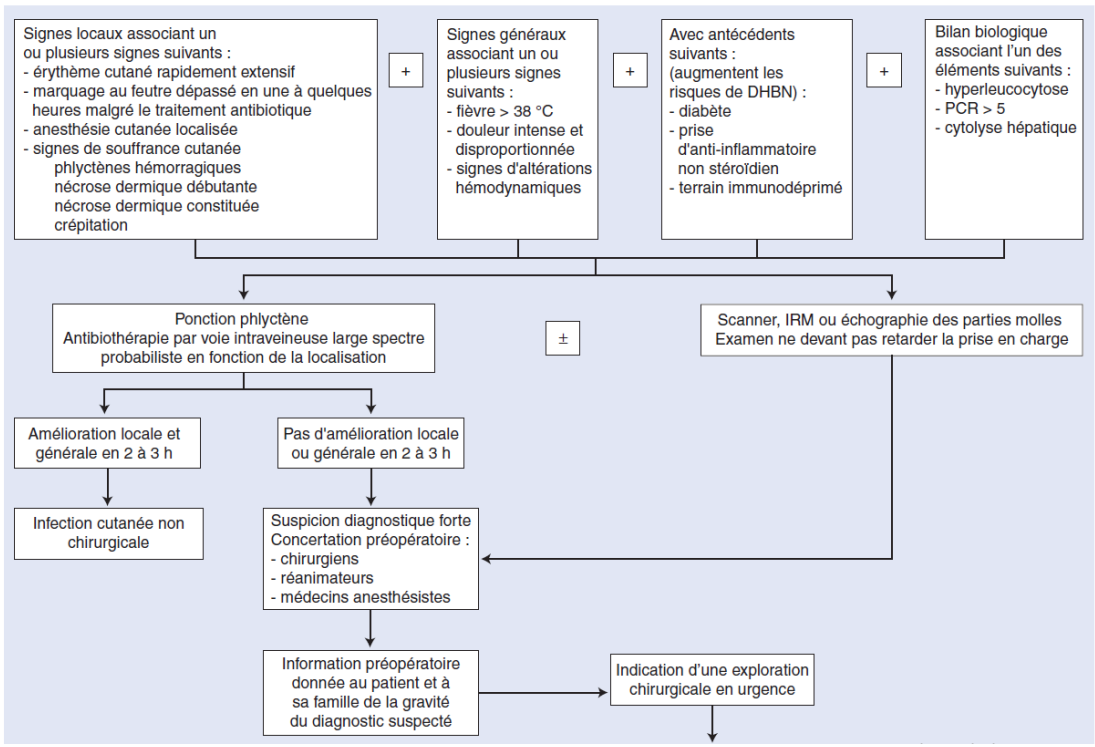 Signes locaux associant un
ou plusieurs signes suivants :
- érythème cutané rapidement extensif
- marquage au feutre dépassé en une à quelques
heures malgré le traitement antibiotique
- anesthésie cutanée localisée
- signes de souffrance cutanée
phlyctènes hémorragiques
nécrose dermique débutante
nécrose dermique constituée
crépitation
+
Signes généraux
associant un ou
plusieurs signes
suivants :
- fièvre > 38 °C
- douleur intense et
disproportionnée
- signes d'altérations
hémodynamiques
+
Avec antécédents
suivants :
(augmentent les
risques de DHBN) :
- diabète
- prise
d'anti-inflammatoire
non stéroïdien
- terrain immunodéprimé
+
Bilan biologique
associant l'un des
éléments suivants :
- hyperleucocytose
- PCR > 5
- cytolyse hépatique
Ponction phlyctène
Antibiothérapie par voie intraveineuse large spectre
probabiliste en fonction de la localisation
±
Scanner, IRM ou échographie des parties molles
Examen ne devant pas retarder la prise en charge
Amélioration locale et
générale en 2 à 3 h
Pas d'amélioration locale
ou générale en 2 à 3 h
Infection cutanée non
chirurgicale
Suspicion diagnostique forte
Concertation préopératoire :
- chirurgiens
- réanimateurs
- médecins anesthésistes
Information préopératoire
donnée au patient et à
sa famille de la gravité
du diagnostic suspecté
Indication d'une exploration
chirurgicale en urgence